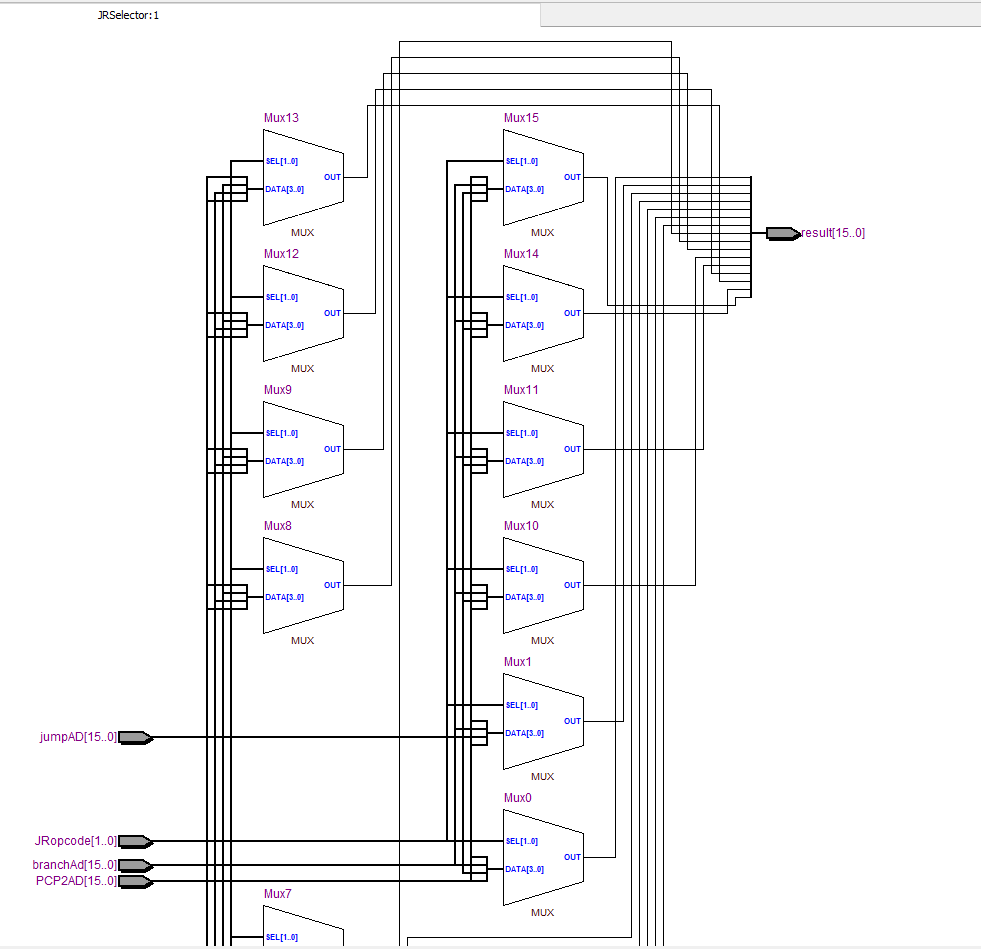 JRSelector:1
Mux13
SEL[1..0]
OUT
DATA[3..0]
MUX
Mux15
SEL[1..0]
OUT
DATA[3..0]
MUX
result[15..0]
Mux12
SEL[1..0]
OUT
DATA[3..0]
MUX
Mux14
SEL[1..0]
OUT
DATA[3..0]
MUX
Mux9
SEL[1..0]
OUT
DATA[3..0]
MUX
Mux11
SEL[1..0]
OUT
DATA[3..0]
MUX
Mux8
SEL[1..0]
OUT
DATA[3..0]
MUX
Mux10
SEL[1..0]
OUT
DATA[3..0]
MUX
Mux1
SEL[1..0]
OUT
DATA[3..0]
MUX
jumpAD[15..0]
Mux0
SEL[1..0]
OUT
DATA[3..0]
MUX
JRopcode[1..0]
branchAd[15..0]
PCP2AD[15..0]
Mux7
SEL[1..0]